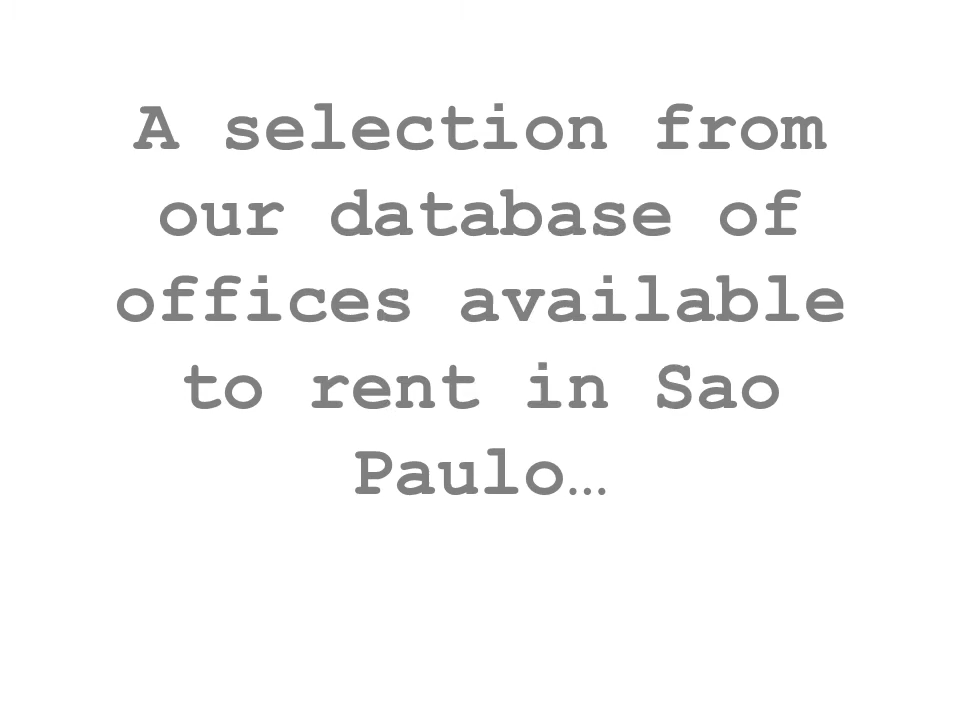 A selection from
our database of
offices available
to rent in Sao
Paulo…